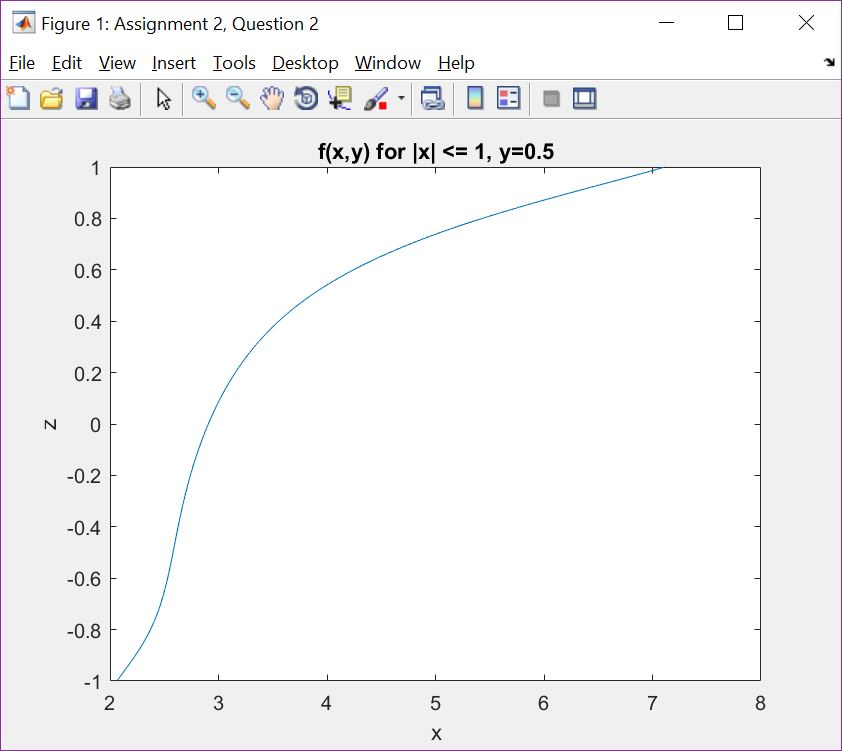 Figure 1: Assignment 2, Question 2
File Edit View Insert Tools Desktop Window Help
f(x,y) for |x| <= 1, y=0.5
1
0.8
0.6
0.4
0.2
0
-0.2
-0.4
-0.6
-0.8
-1
z
2 3 4 5 6 7 8
x